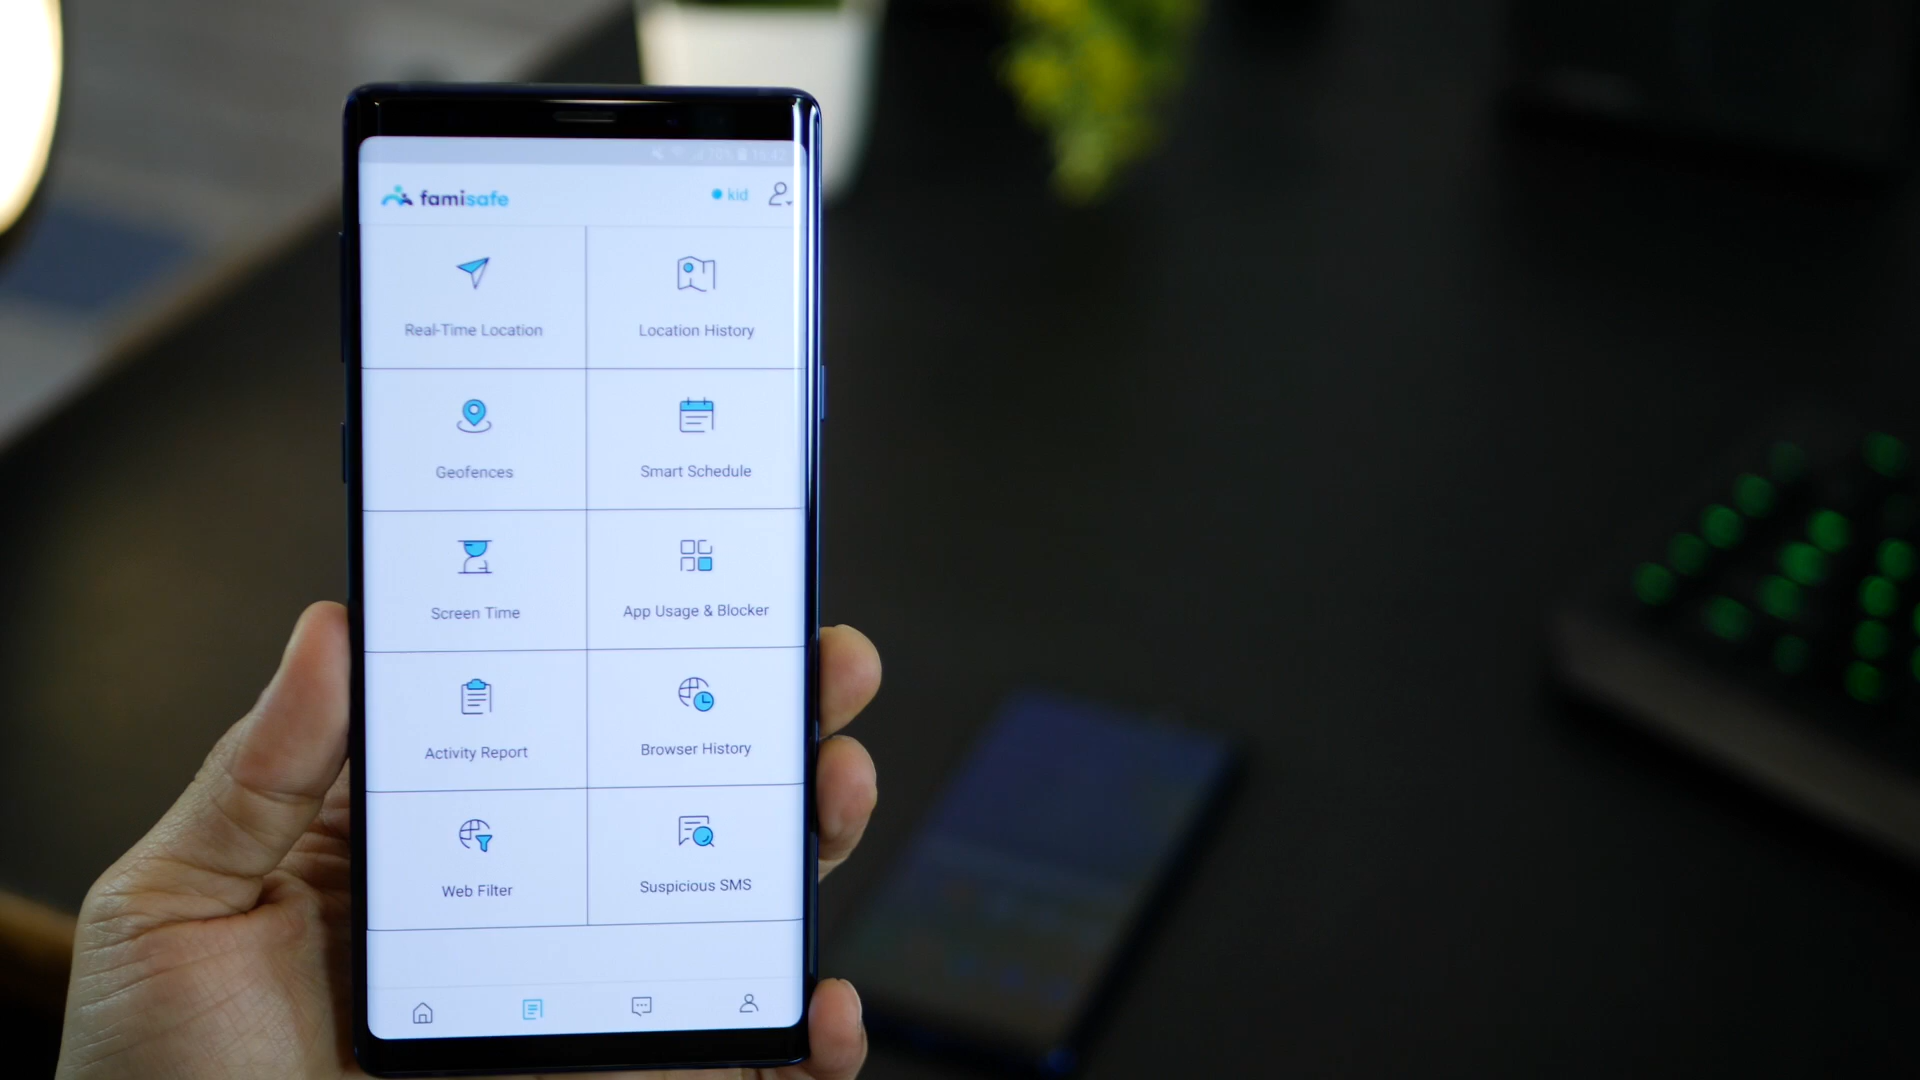 famisafe
kid
Real-Time Location
Location History
Geofences
Smart Schedule
Screen Time
App Usage & Blocker
Activity Report
Browser History
Web Filter
Suspicious SMS